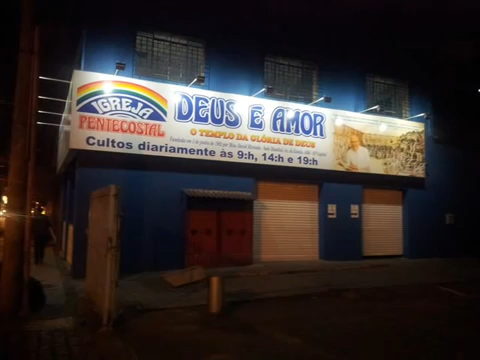 IGREJA
PENTECOSTAL
DEUS É AMOR
O TEMPLO DA GLÓRIA DE DEUS
Cultos diariamente às 9:h, 14:h e 19:h